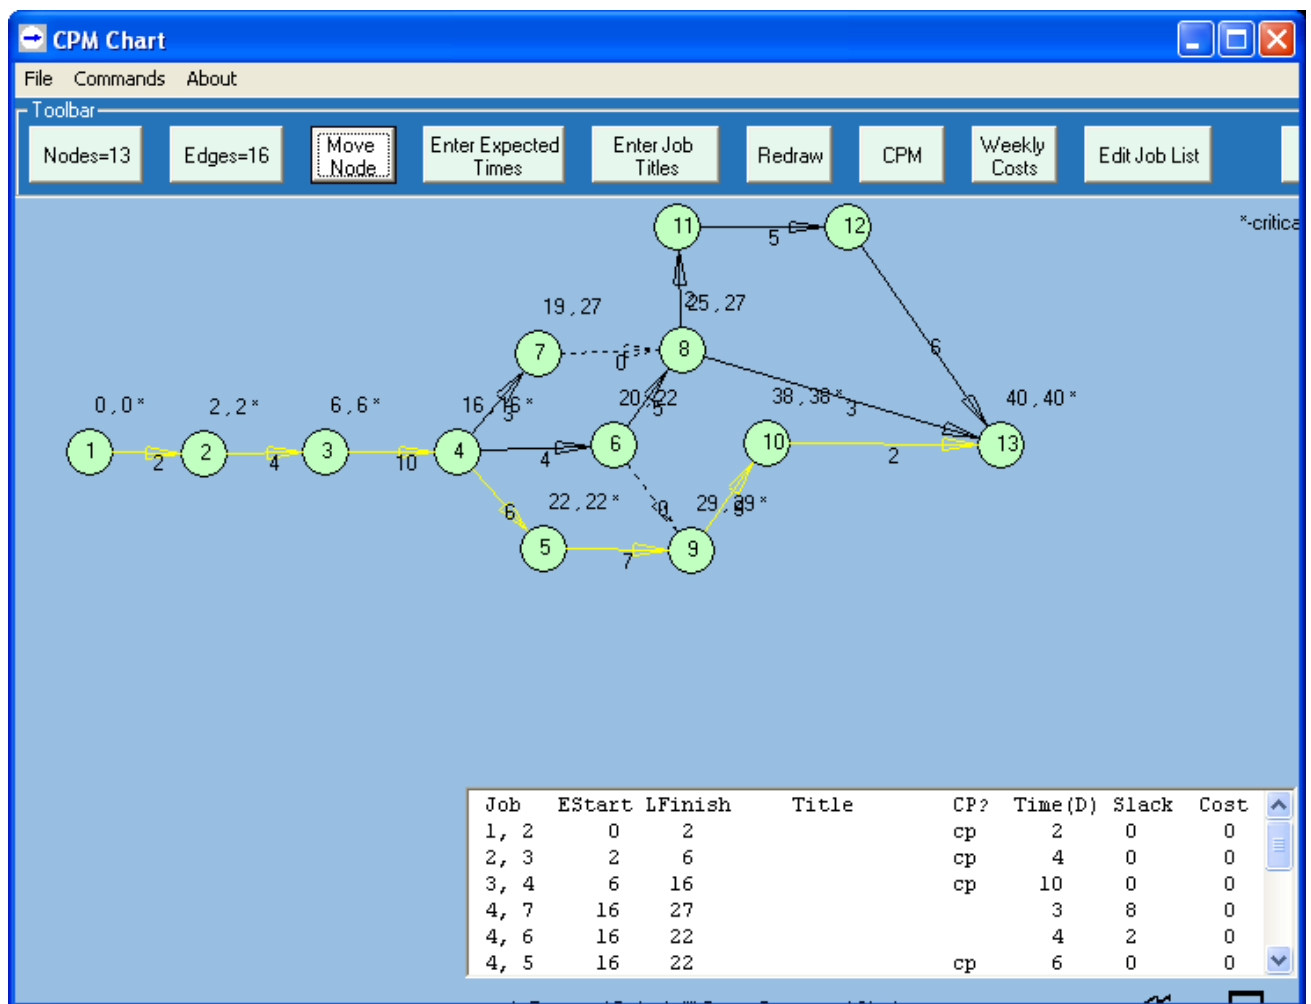 CPM Chart
File Commands About
Toolbar
Nodes=13
Edges=16
Move Node
Enter Expected Times
Enter Job Titles
Redraw
CPM
Weekly Costs
Edit Job List
*-critica
11
5
12
19 , 27
2
25 , 27
7
0
8
6
0 , 0 *
2 , 2 *
6 , 6 *
16 , 16 *
3
20 , 22
5
38 , 38 *
3
40 , 40 *
1
2
2
4
3
10
4
4
6
10
2
13
6
22 , 22 *
0
29 , 29 *
5
7
9
Job EStart LFinish Title CP? Time(D) Slack Cost
1, 2 0 2 cp 2 0 0
2, 3 2 6 cp 4 0 0
3, 4 6 16 cp 10 0 0
4, 7 16 27 3 8 0
4, 6 16 22 4 2 0
4, 5 16 22 cp 6 0 0